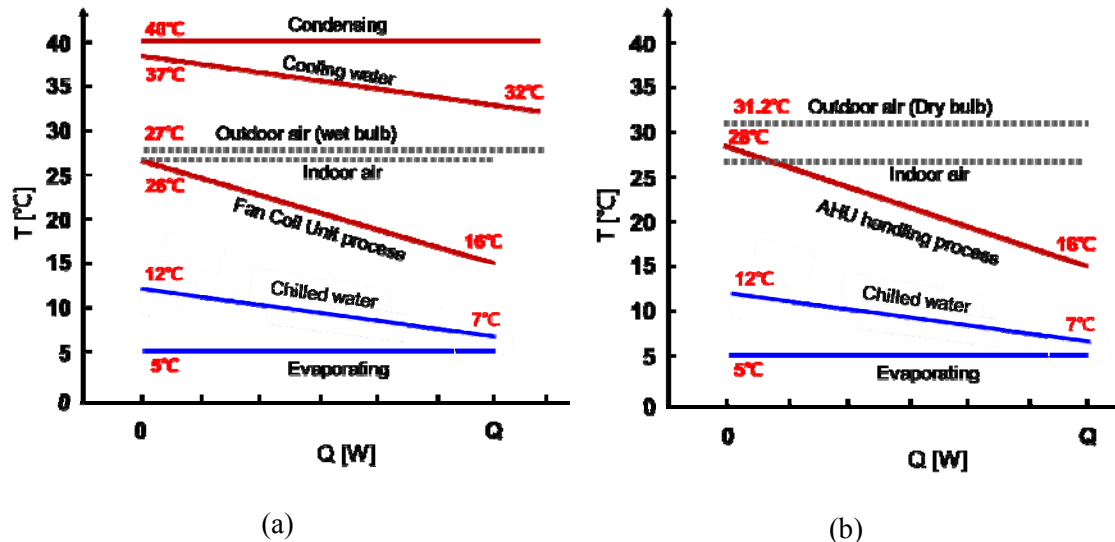 40℃
Condensing
Cooling water
37℃
32℃
27℃
Outdoor air (wet bulb)
Indoor air
26℃
Fan Coil Unit process
16℃
12℃
Chilled water
7℃
5℃
Evaporating
T [℃]
40
35
30
25
20
15
10
5
0
0
Q
Q [W]
(a)
31.2℃
Outdoor air (Dry bulb)
28℃
Indoor air
AHU handling process
16℃
12℃
Chilled water
7℃
5℃
Evaporating
T [℃]
40
35
30
25
20
15
10
5
0
0
Q
Q [W]
(b)